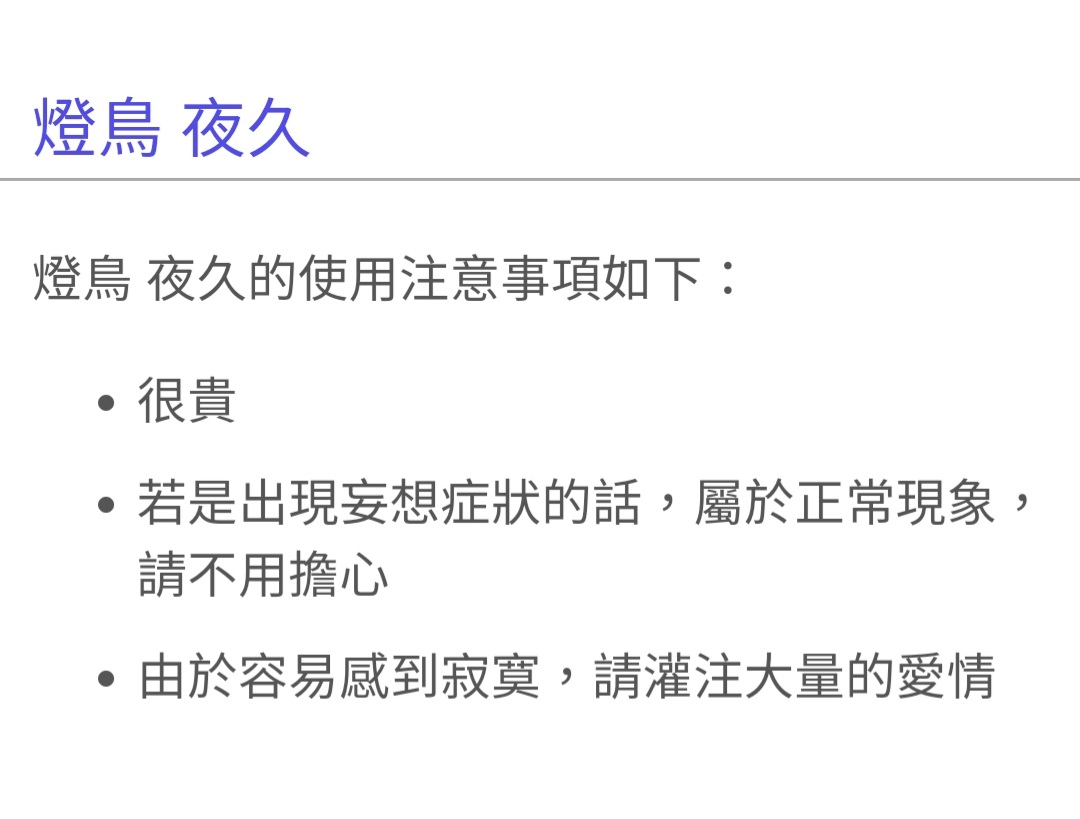 燈鳥 夜久
燈鳥 夜久的使用注意事項如下：
• 很貴
• 若是出現妄想症狀的話，屬於正常現象，
請不用擔心
• 由於容易感到寂寞，請灌注大量的愛情